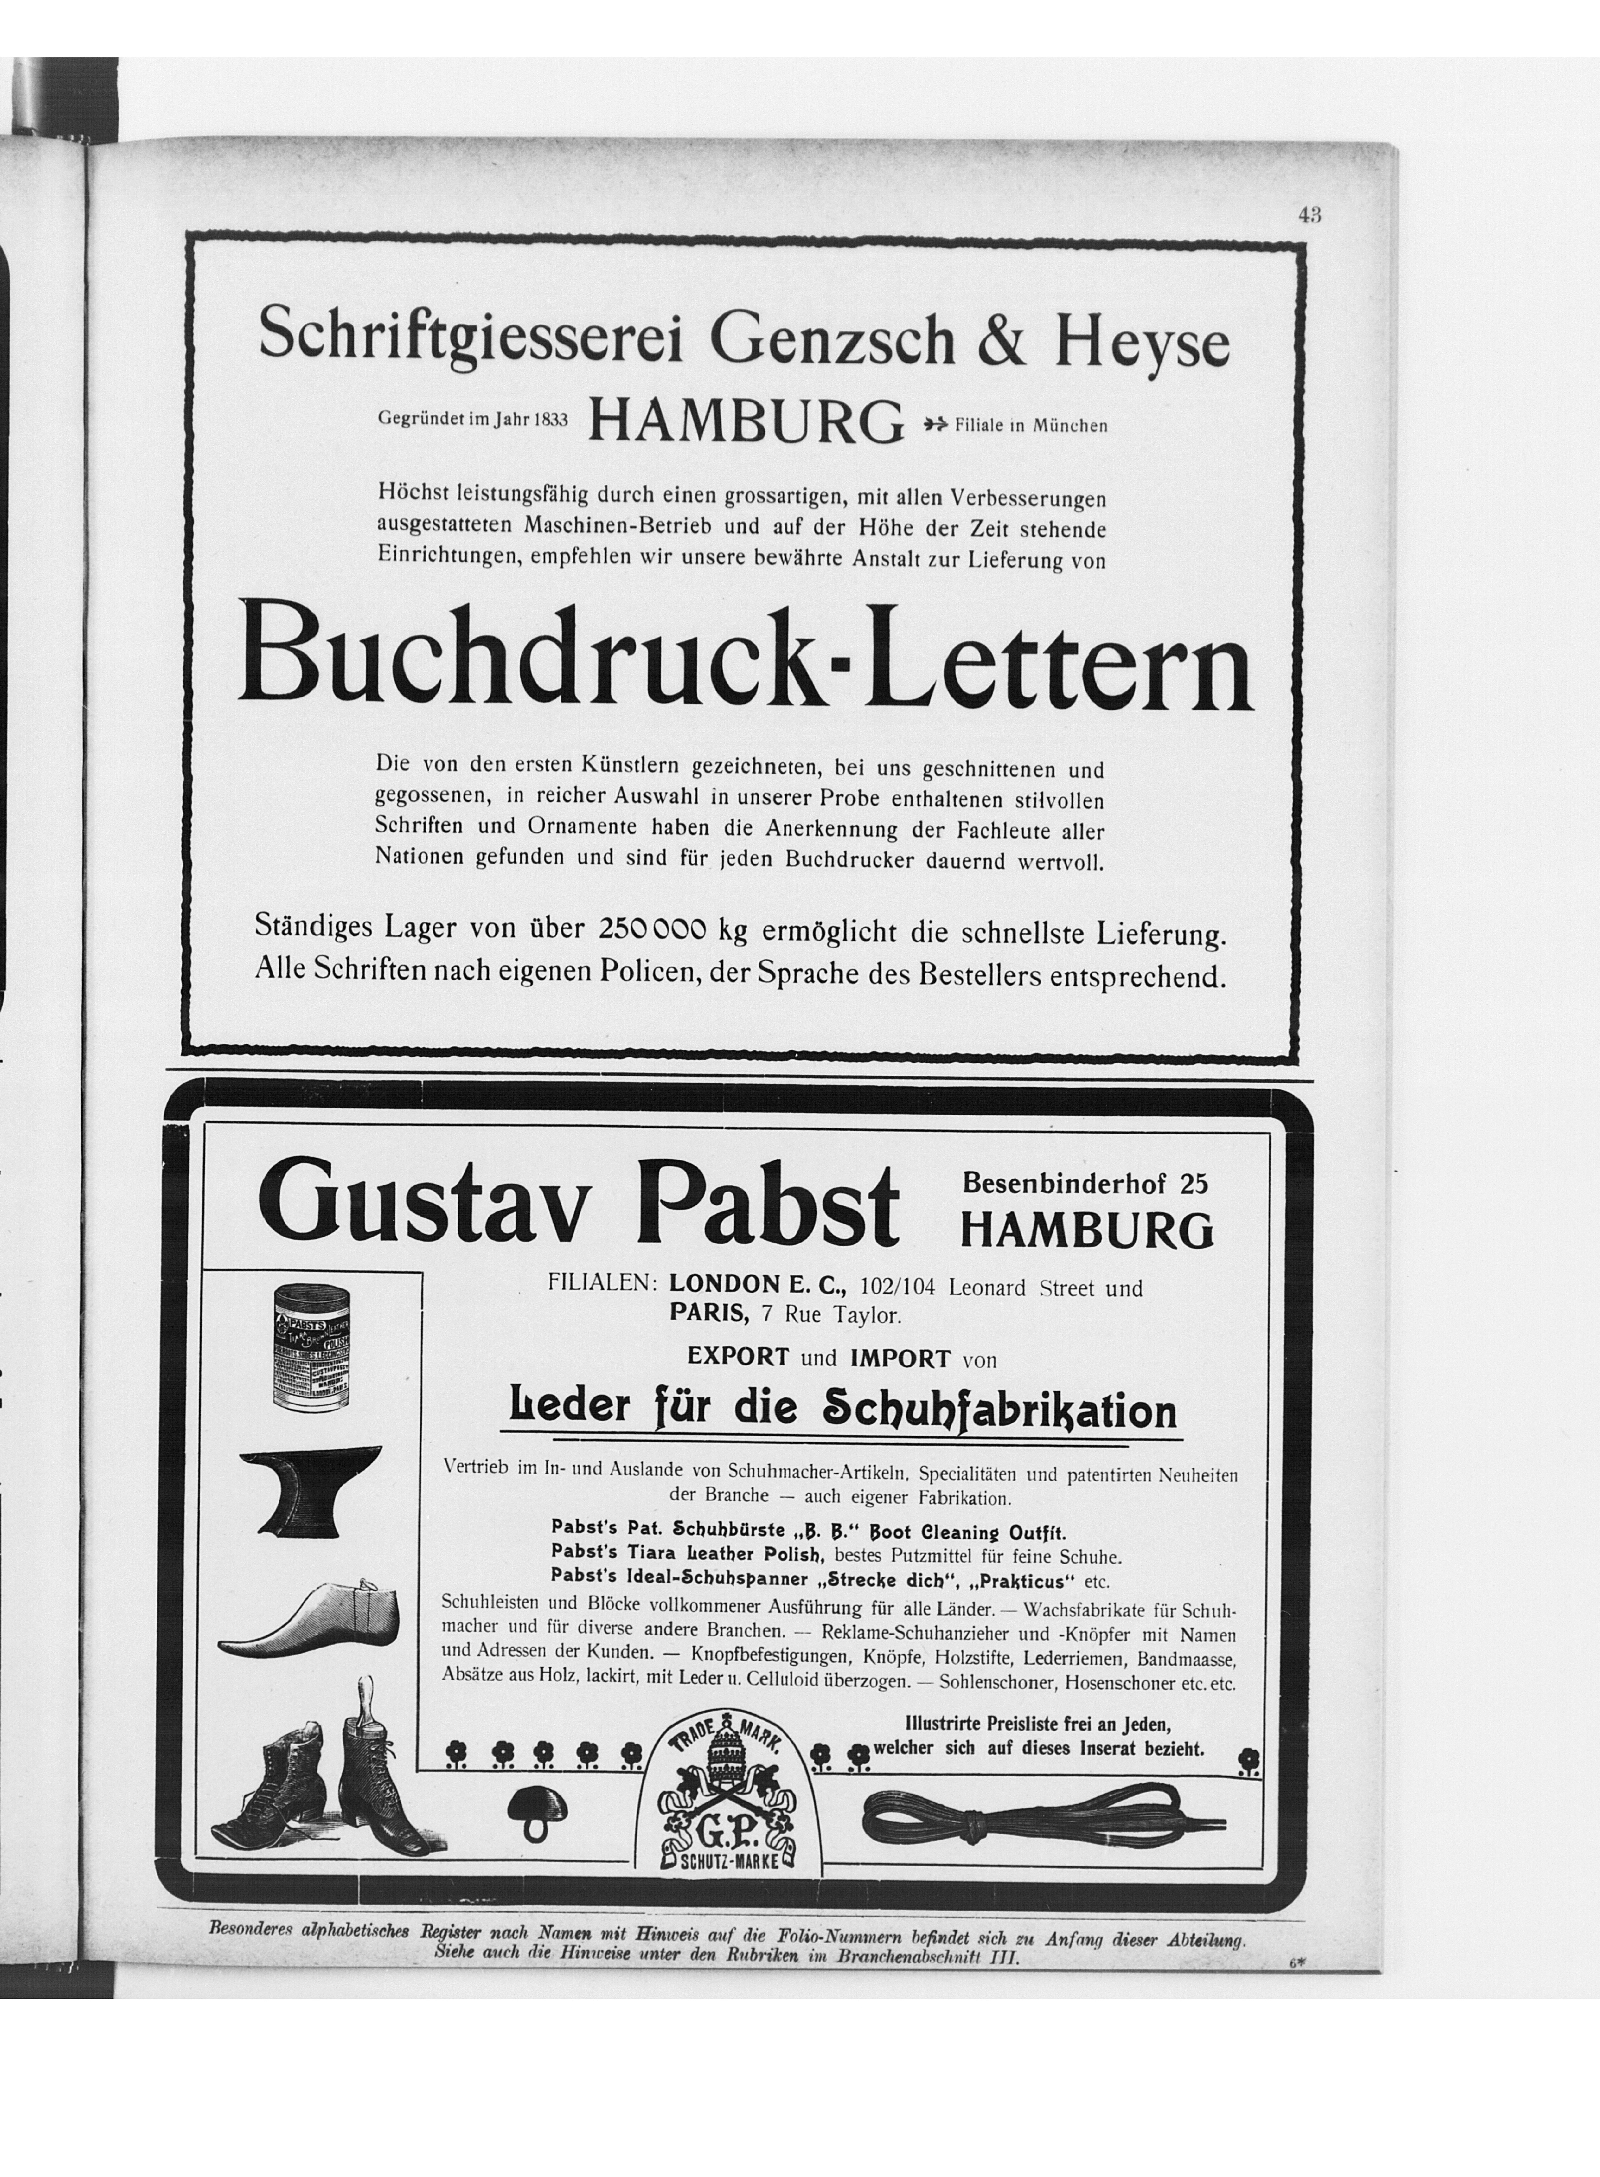 43
Schriftgiesserei Genzsch & Heyse
Gegründet im Jahr 1833 HAMBURG Filiale in München
Höchst leistungsfähig durch einen grossartigen, mit allen Verbesserungen
ausgestatteten Maschinen-Betrieb und auf der Höhe der Zeit stehende
Einrichtungen, empfehlen wir unsere bewährte Anstalt zur Lieferung von
Buchdruck-Lettern
Die von den ersten Künstlern gezeichneten, bei uns geschnittenen und
gegossenen, in reicher Auswahl in unserer Probe enthaltenen stilvollen
Schriften und Ornamente haben die Anerkennung der Fachleute aller
Nationen gefunden und sind für jeden Buchdrucker dauernd wertvoll.
Ständiges Lager von über 250 000 kg ermöglicht die schnellste Lieferung.
Alle Schriften nach eigenen Policen, der Sprache des Bestellers entsprechend.
Gustav Pabst
Besenbinderhof 25
HAMBURG
FILIALEN: LONDON E. C., 102/104 Leonard Street und
PARIS, 7 Rue Taylor.
EXPORT und IMPORT von
Leder für die Schuhfabrikation
Vertrieb im In- und Auslande von Schuhmacher-Artikeln, Specialitäten und patentirten Neuheiten
der Branche — auch eigener Fabrikation.
Pabst's Pat. Schuhbürste „B. B.“ Boot Cleaning Outfit.
Pabst's Tiara Leather Polish, bestes Putzmittel für feine Schuhe.
Pabst's Ideal-Schuhspanner „Strecke dich“, „Prakticus“ etc.
Schuhleisten und Blöcke vollkommener Ausführung für alle Länder. — Wachsfabrikate für Schuh-
macher und für diverse andere Branchen. — Reklame-Schuhanzieher und -Knöpfer mit Namen
und Adressen der Kunden. — Knopfbefestigungen, Knöpfe, Holzstifte, Lederriemen, Bandmaasse,
Absätze aus Holz, lackirt, mit Leder u. Celluloid überzogen. — Sohlenschoner, Hosenschoner etc. etc.
Illustrirte Preisliste frei an Jeden,
welcher sich auf dieses Inserat bezieht.
PABST'S
POLISH
TRADE MARK.
G.P.
SCHUTZ-MARKE
Besonderes alphabetisches Register nach Namen mit Hinweis auf die Folio-Nummern befindet sich zu Anfang dieser Abteilung.
Siehe auch die Hinweise unter den Rubriken im Branchenabschnitt III.
6*